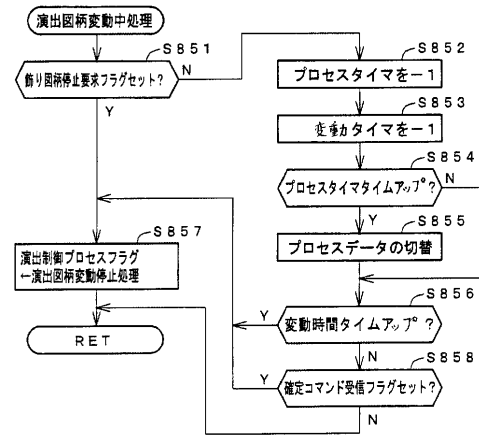 演出図柄変動中処理
S851
飾り図柄停止要求フラグセット?
N
Y
S852
プロセスタイマを-1
S853
変動タイマを-1
S854
プロセスタイマタイムアップ?
N
Y
S855
プロセスデータの切替
S856
変動時間タイムアップ?
Y
N
S858
確定コマンド受信フラグセット?
Y
N
S857
演出制御プロセスフラグ
←演出図柄変動停止処理
RET